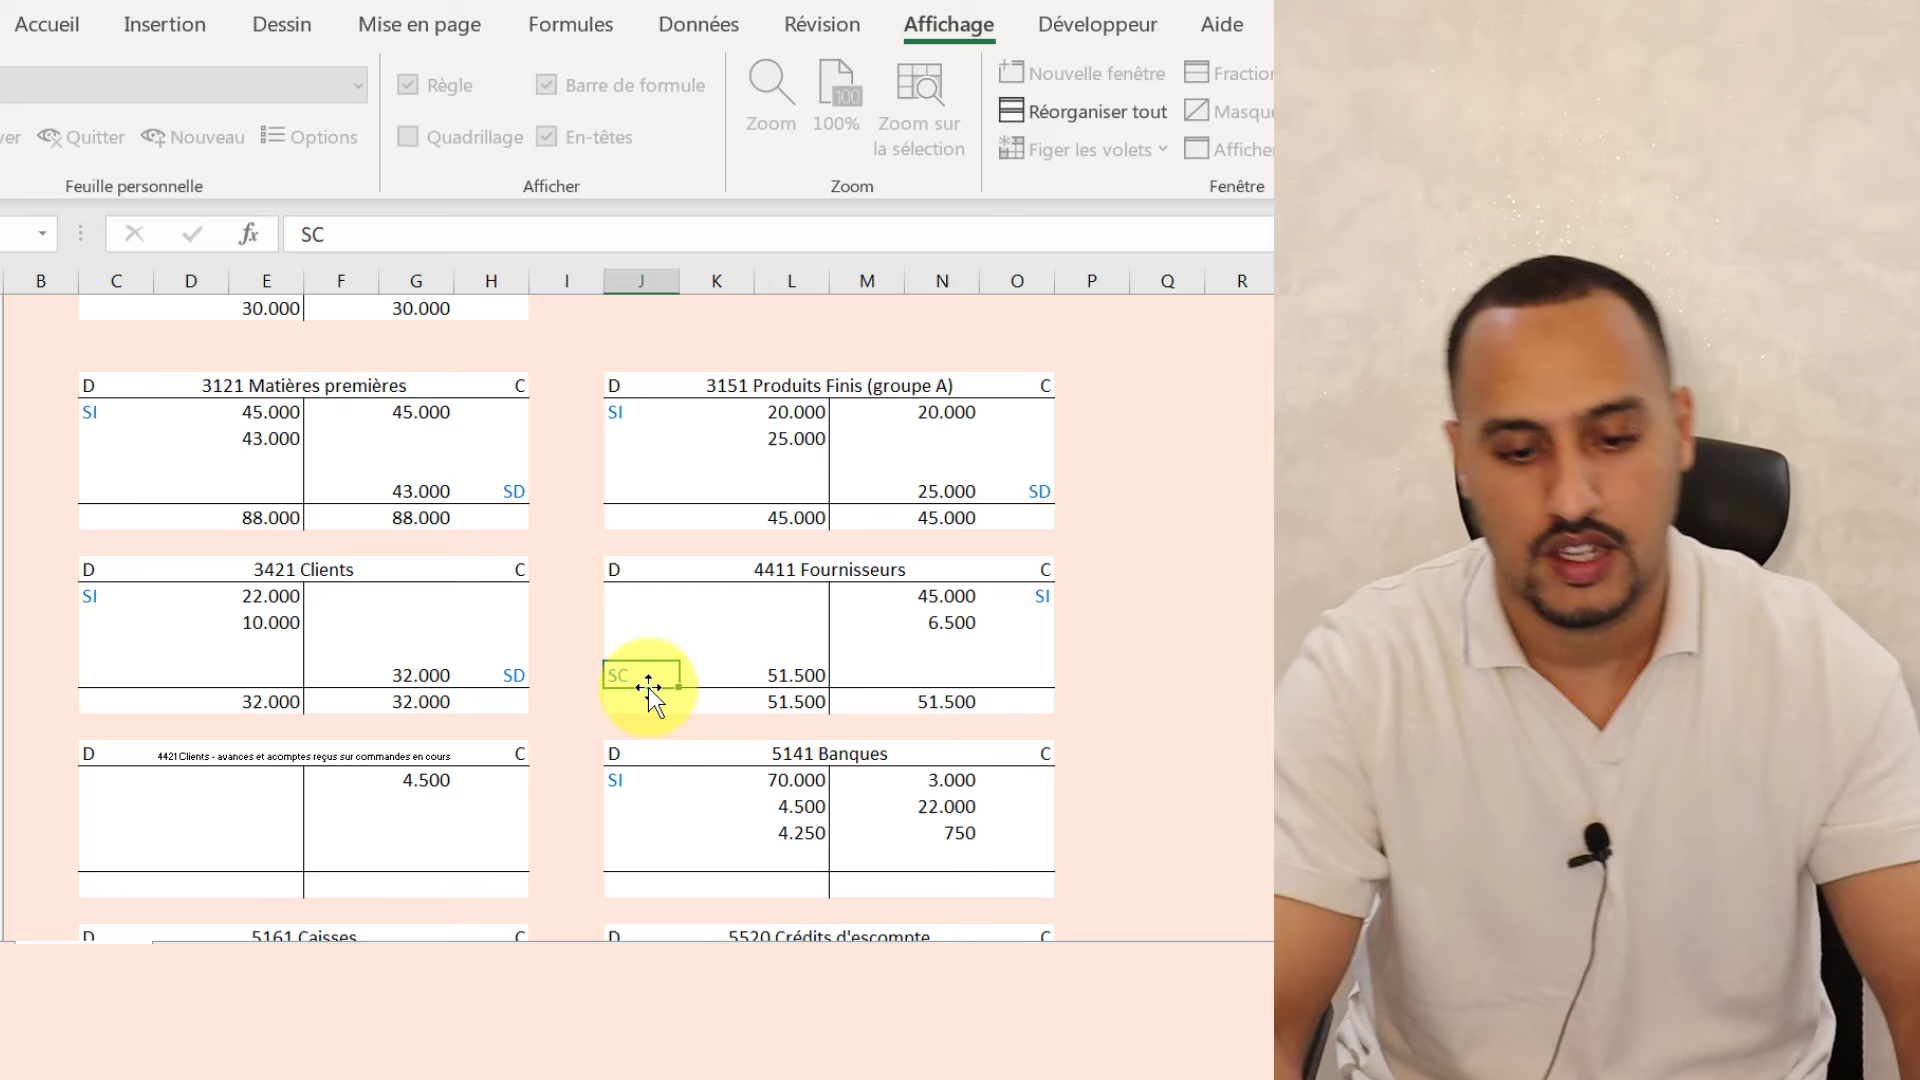 Accueil Insertion Dessin Mise en page Formules Données Révision Affichage Développeur Aide
Règle Barre de formule Nouvelle fenêtre
Réorganiser tout
Zoom 100% Zoom sur
Quitter Nouveau Options Quadrillage En-têtes la sélection Figer les volets
Feuille personnelle Afficher Zoom Fenêtre
fx SC
B C D E F G H I J K L M N O P Q R
30.000 30.000
D 3121 Matières premières C
SI 45.000 45.000
43.000
43.000 SD
88.000 88.000
D 3151 Produits Finis (groupe A) C
SI 20.000 20.000
25.000
25.000 SD
45.000 45.000
D 3421 Clients C
SI 22.000
10.000
32.000 SD
32.000 32.000
D 4411 Fournisseurs C
45.000 SI
6.500
SC 51.500
51.500 51.500
D 4421 Clients - avances et acomptes reçus sur commandes en cours C
4.500
D 5141 Banques C
SI 70.000 3.000
4.500 22.000
4.250 750
D 5161 Caisses C
D 5520 Crédits d'escompte C